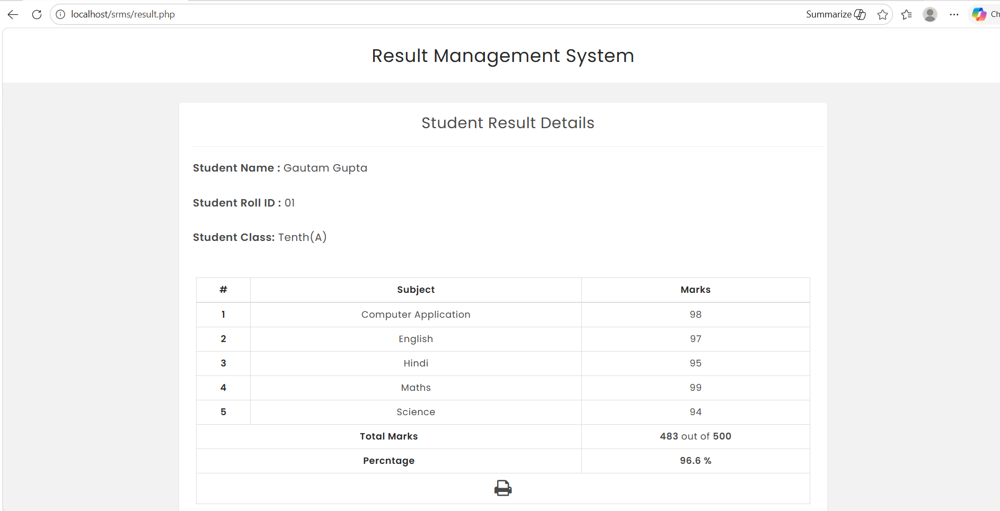 localhost/srms/result.php Summarize
Result Management System
Student Result Details
Student Name : Gautam Gupta
Student Roll ID : 01
Student Class: Tenth(A)
# Subject Marks
1 Computer Application 98
2 English 97
3 Hindi 95
4 Maths 99
5 Science 94
Total Marks 483 out of 500
Percntage 96.6 %